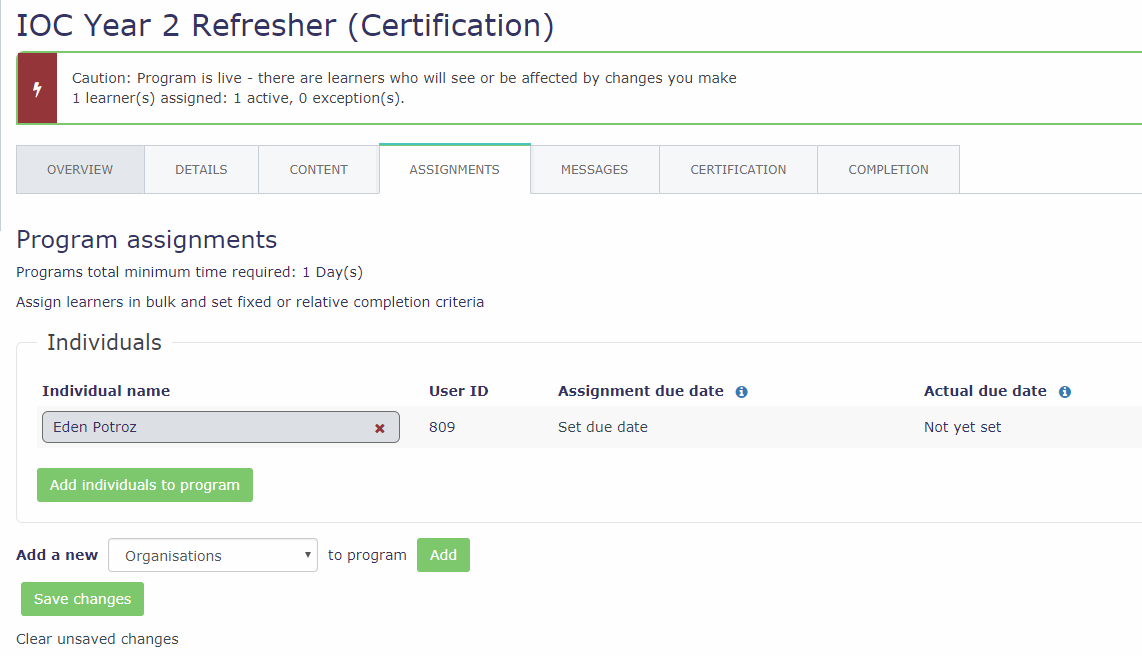 IOC Year 2 Refresher (Certification)
Caution: Program is live - there are learners who will see or be affected by changes you make
1 learner(s) assigned: 1 active, 0 exception(s).
OVERVIEW DETAILS CONTENT ASSIGNMENTS MESSAGES CERTIFICATION COMPLETION
Program assignments
Programs total minimum time required: 1 Day(s)
Assign learners in bulk and set fixed or relative completion criteria
Individuals
Individual name User ID Assignment due date Actual due date
Eden Potroz 809 Set due date Not yet set
Add individuals to program
Add a new Organisations to program Add
Save changes
Clear unsaved changes